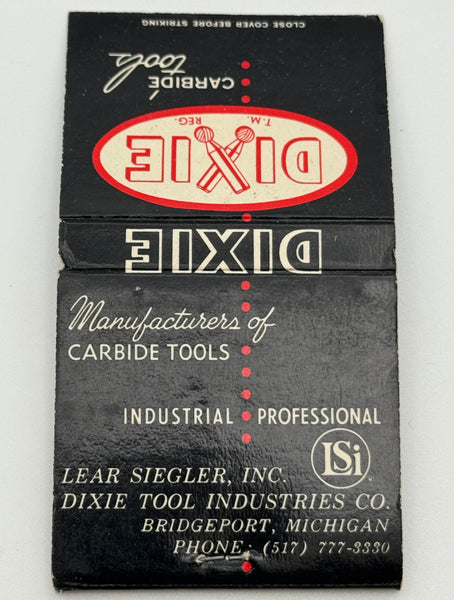 CLOSE COVER BEFORE STRIKING
CARBIDE
tools
T.M. REG.
DIXIE
DIXIE
Manufacturers of
CARBIDE TOOLS
INDUSTRIAL PROFESSIONAL
LSi
LEAR SIEGLER, INC.
DIXIE TOOL INDUSTRIES CO.
BRIDGEPORT, MICHIGAN
PHONE: (517) 777-3330